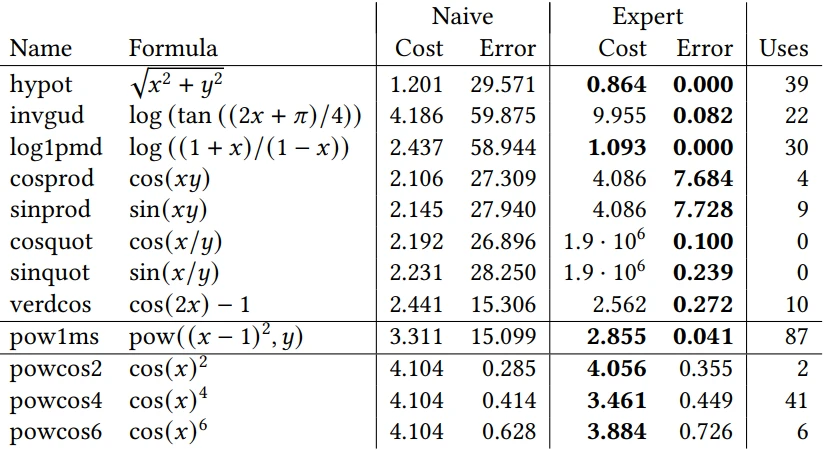 Naive Expert
Name Formula Cost Error Cost Error Uses
hypot √x² + y² 1.201 29.571 0.864 0.000 39
invgud log (tan ((2x + π)/4)) 4.186 59.875 9.955 0.082 22
log1pmd log ((1 + x)/(1 − x)) 2.437 58.944 1.093 0.000 30
cosprod cos(xy) 2.106 27.309 4.086 7.684 4
sinprod sin(xy) 2.145 27.940 4.086 7.728 9
cosquot cos(x/y) 2.192 26.896 1.9 · 10⁶ 0.100 0
sinquot sin(x/y) 2.231 28.250 1.9 · 10⁶ 0.239 0
verdcos cos(2x) − 1 2.441 15.306 2.562 0.272 10
pow1ms pow((x − 1)², y) 3.311 15.099 2.855 0.041 87
powcos2 cos(x)² 4.104 0.285 4.056 0.355 2
powcos4 cos(x)⁴ 4.104 0.414 3.461 0.449 41
powcos6 cos(x)⁶ 4.104 0.628 3.884 0.726 6